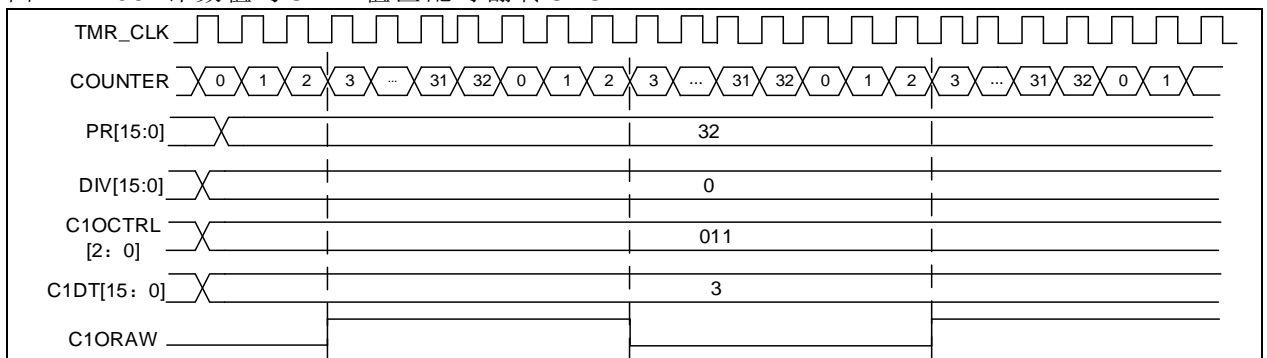 TMR_CLK
COUNTER 0 1 2 3 ... 31 32 0 1 2 3 ... 31 32 0 1 2 3 ... 31 32 0 1
PR[15:0] 32
DIV[15:0] 0
C1OCTRL
[2：0] 011
C1DT[15：0] 3
C1ORAW